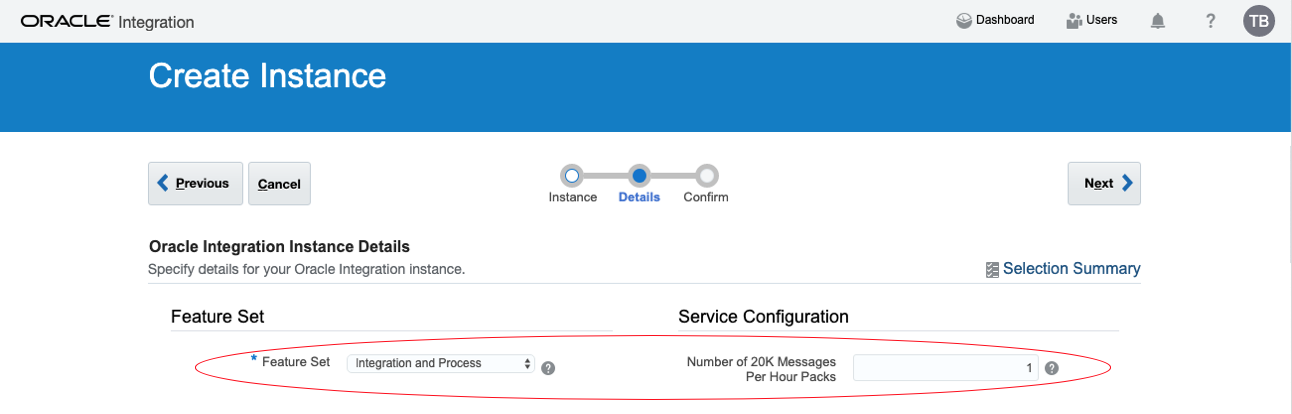 ORACLE® Integration
Dashboard
Users
?
TB
Create Instance
Previous
Cancel
Instance
Details
Confirm
Next
Oracle Integration Instance Details
Specify details for your Oracle Integration instance.
Selection Summary
Feature Set
Service Configuration
* Feature Set
Integration and Process
?
Number of 20K Messages
Per Hour Packs
1
?